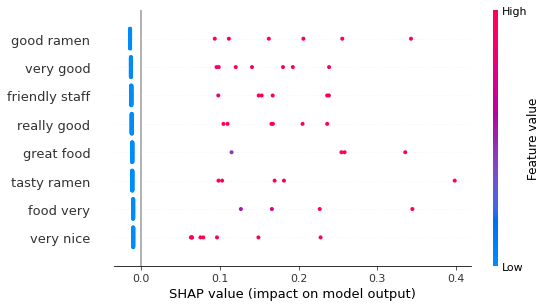 High
good ramen
very good
friendly staff
really good
great food
tasty ramen
food very
very nice
Feature value
Low
0.0 0.1 0.2 0.3 0.4
SHAP value (impact on model output)